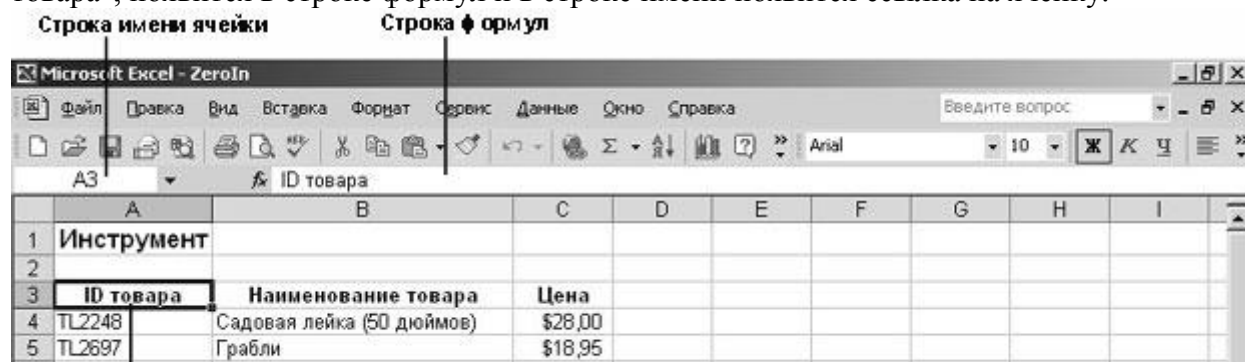 товара", появится в строке формул и в строке имени появится ссылка на ячейку.
Строка имени ячейки Строка формул
Microsoft Excel - ZeroIn
Файл Правка Вид Вставка Формат Сервис Данные Окно Справка Введите вопрос
Arial 10 Ж К Ч
A3 fx ID товара
A B C D E F G H I
1 Инструмент
2
3 ID товара Наименование товара Цена
4 TL2248 Садовая лейка (50 дюймов) $28,00
5 TL2697 Грабли $18,95